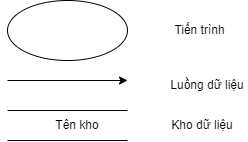 Tiến trình
Luồng dữ liệu
Tên kho
Kho dữ liệu